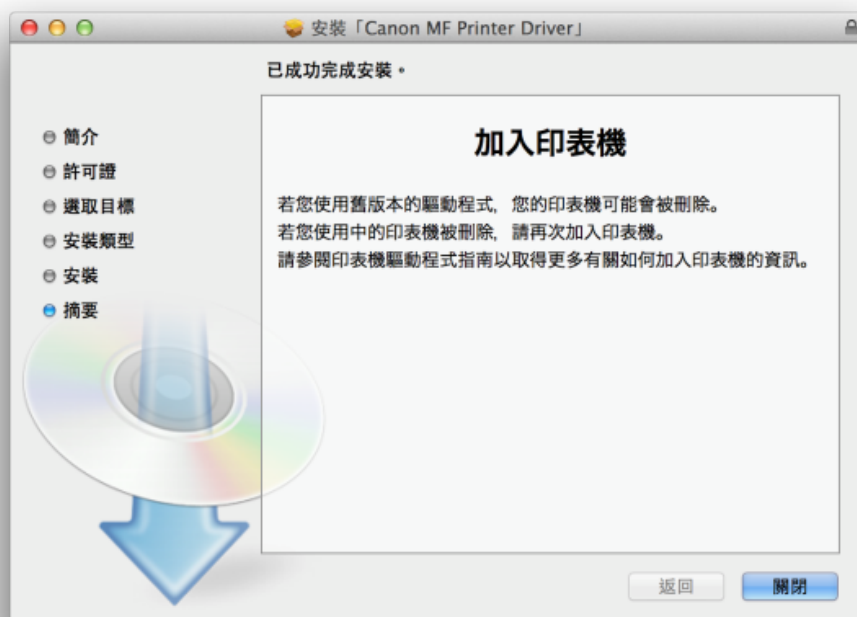 安裝「Canon MF Printer Driver」
已成功完成安裝。
簡介
許可證
選取目標
安裝類型
安裝
摘要
加入印表機
若您使用舊版本的驅動程式，您的印表機可能會被刪除。
若您使用中的印表機被刪除，請再次加入印表機。
請參閱印表機驅動程式指南以取得更多有關如何加入印表機的資訊。
返回
關閉